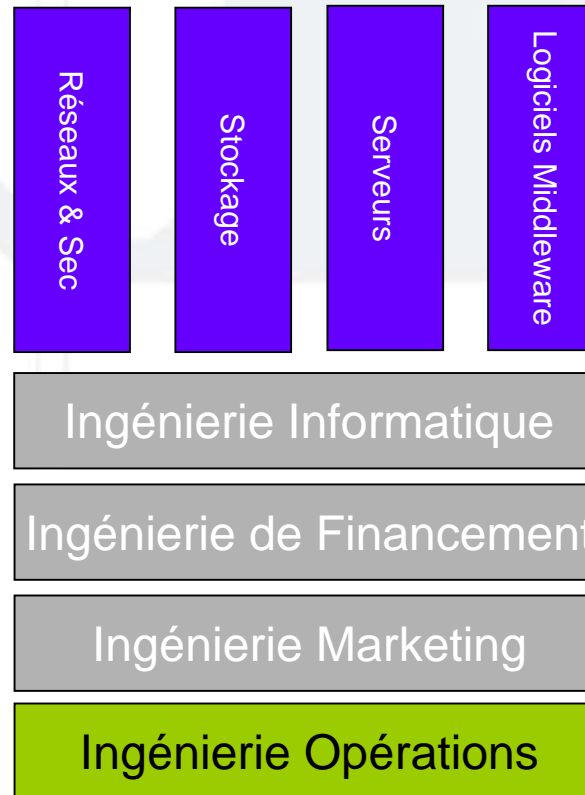 Réseaux & Sec
Stockage
Serveurs
Logiciels Middleware
Ingénierie Informatique
Ingénierie de Financement
Ingénierie Marketing
Ingénierie Opérations